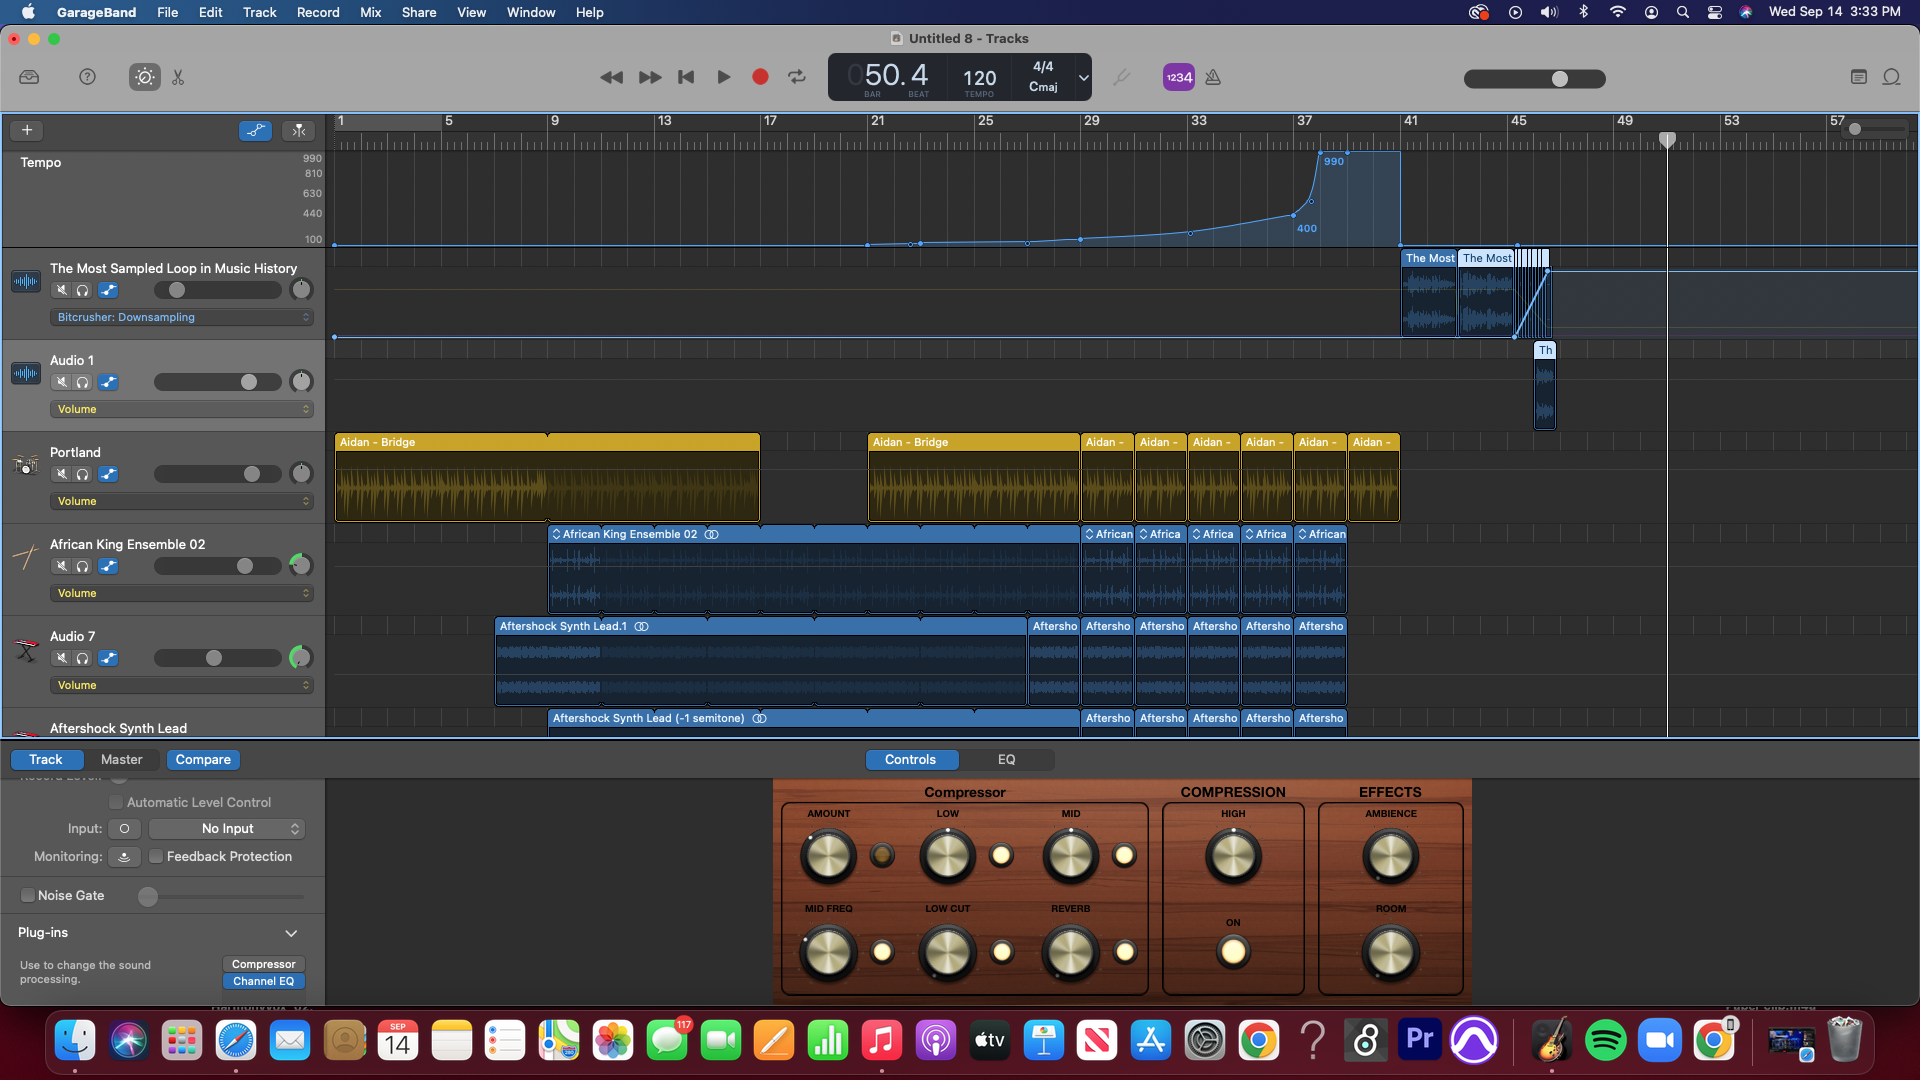 GarageBand File Edit Track Record Mix Share View Window Help Wed Sep 14 3:33 PM
Untitled 8 - Tracks
050.4 120 4/4
Cmaj
BAR BEAT TEMPO
1234
1 5 9 13 17 21 25 29 33 37 41 45 49 53 57
Tempo
990
810
630
440
100
990
400
The Most Sampled Loop in Music History
Bitcrusher: Downsampling
The Most The Most
Audio 1
Volume
Th
Portland
Volume
Aidan - Bridge Aidan - Bridge Aidan - Aidan - Aidan - Aidan - Aidan - Aidan -
African King Ensemble 02
Volume
African King Ensemble 02 African Africa Africa Africa African
Audio 7
Volume
Aftershock Synth Lead.1 Aftersho Aftersho Aftersho Aftersho Aftersho Aftersho
Aftershock Synth Lead
Aftershock Synth Lead (-1 semitone) Aftersho Aftersho Aftersho Aftersho Aftersho
Track Master Compare Controls EQ
Automatic Level Control
Input: No Input
Monitoring: Feedback Protection
Noise Gate
Plug-ins
Use to change the sound
processing.
Compressor
Channel EQ
Compressor COMPRESSION EFFECTS
AMOUNT LOW MID HIGH AMBIENCE
MID FREQ LOW CUT REVERB ON ROOM
SEP
14
117
280
tv
Pr